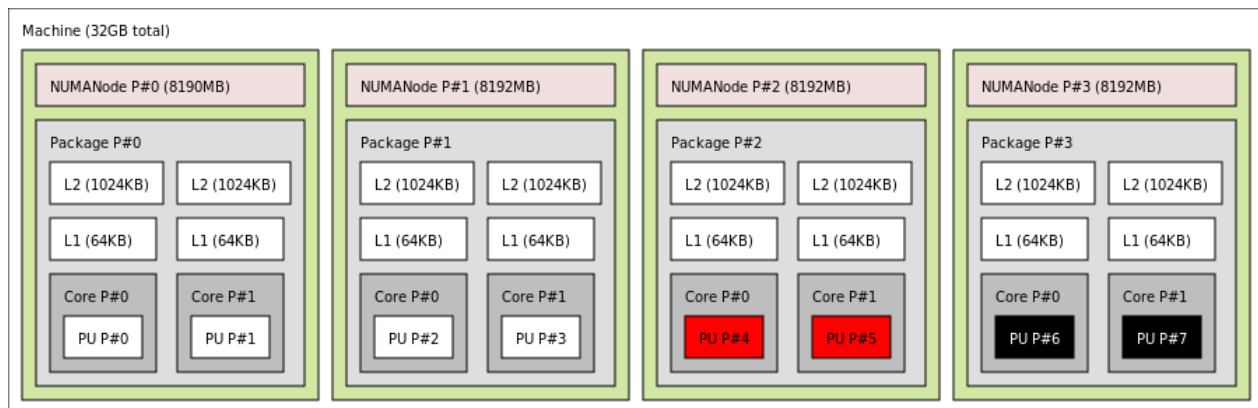 Machine (32GB total)
NUMANode P#0 (8190MB)
Package P#0
L2 (1024KB) L2 (1024KB)
L1 (64KB) L1 (64KB)
Core P#0 Core P#1
PU P#0 PU P#1
NUMANode P#1 (8192MB)
Package P#1
L2 (1024KB) L2 (1024KB)
L1 (64KB) L1 (64KB)
Core P#0 Core P#1
PU P#2 PU P#3
NUMANode P#2 (8192MB)
Package P#2
L2 (1024KB) L2 (1024KB)
L1 (64KB) L1 (64KB)
Core P#0 Core P#1
PU P#4 PU P#5
NUMANode P#3 (8192MB)
Package P#3
L2 (1024KB) L2 (1024KB)
L1 (64KB) L1 (64KB)
Core P#0 Core P#1
PU P#6 PU P#7